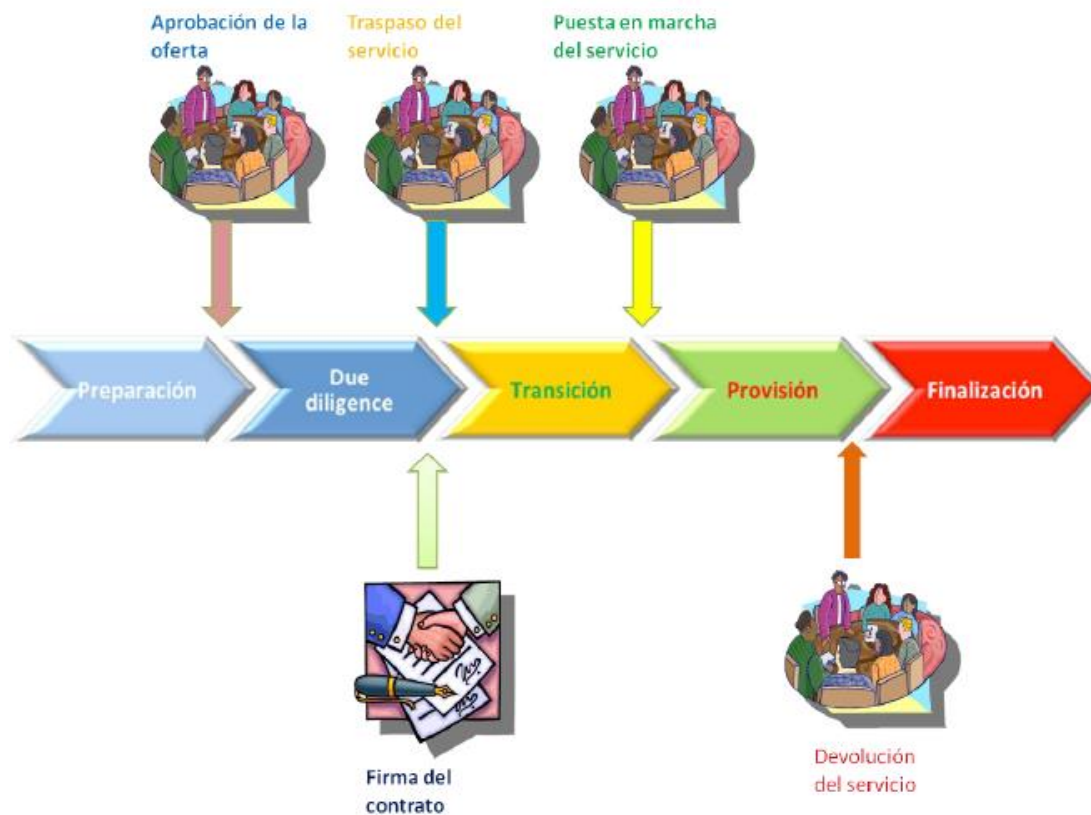 Aprobación de la
oferta
Traspaso del
servicio
Puesta en marcha
del servicio
Preparación
Due
diligence
Transición
Provisión
Finalización
Firma del
contrato
Devolución
del servicio